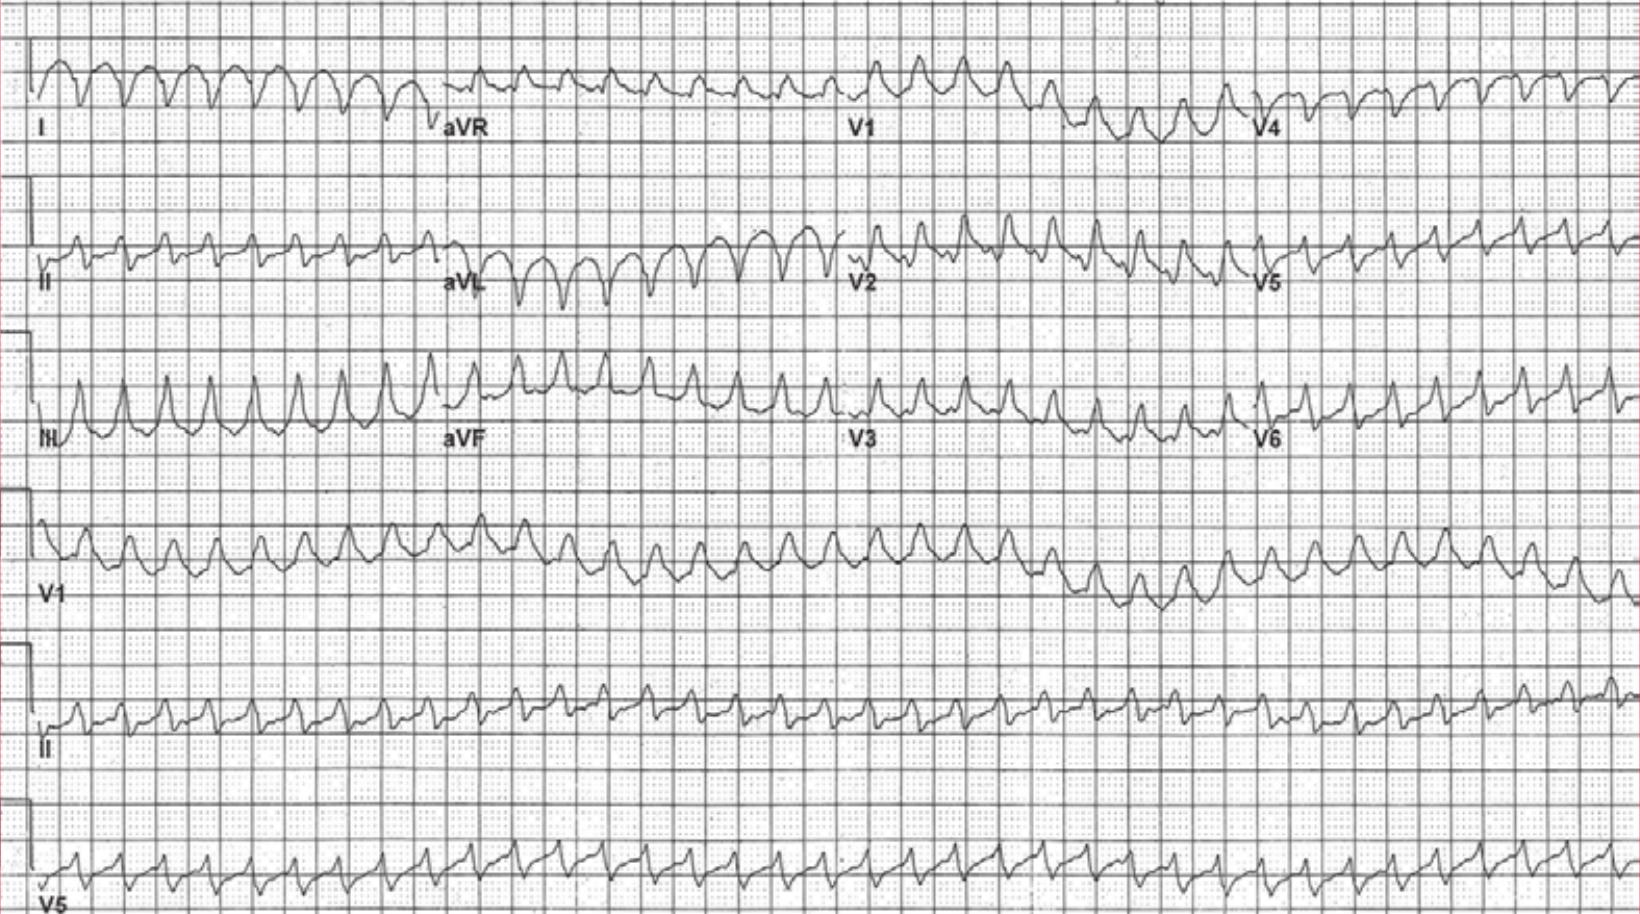 I aVR V1 V4
II aVL V2 V5
III aVF V3 V6
V1
II
V5